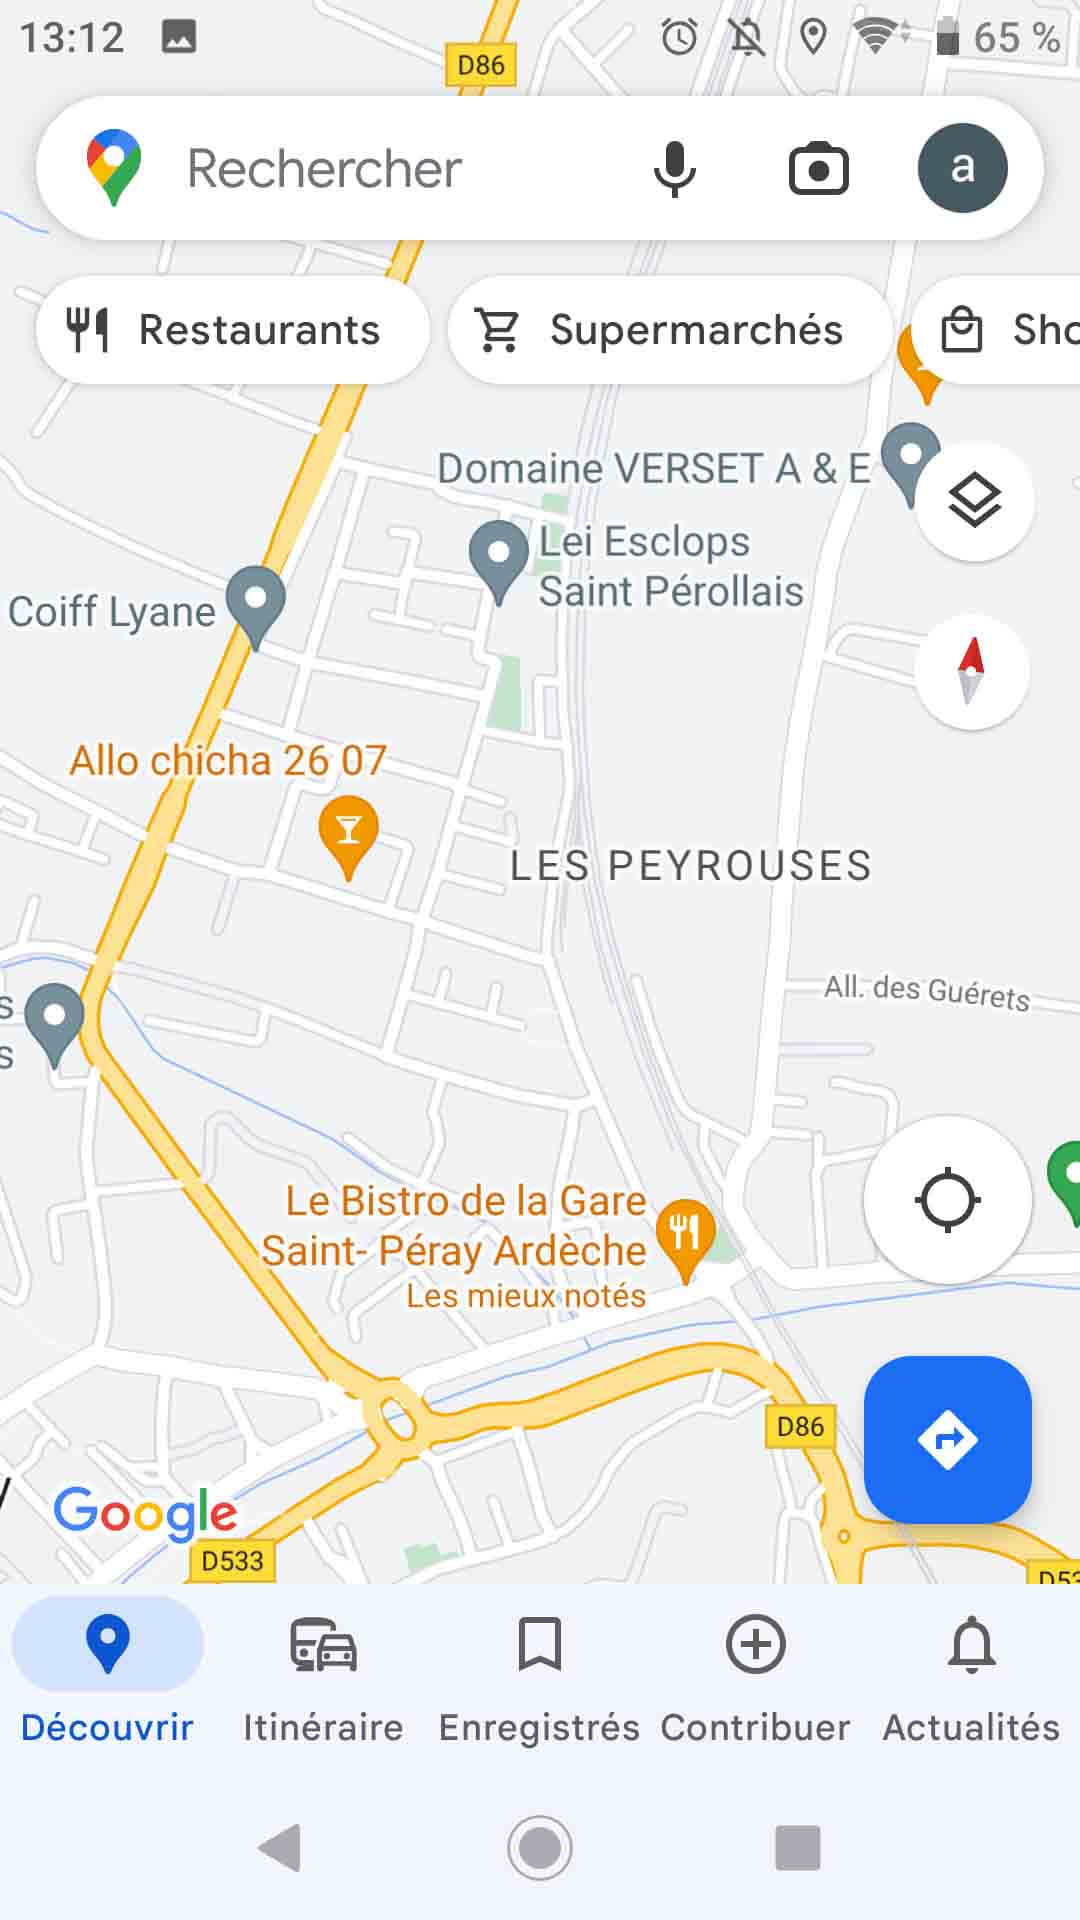 13:12
65 %
D86
Rechercher
a
Restaurants
Supermarchés
Sho
Domaine VERSET A & E
Lei Esclops
Saint Pérollais
Coiff Lyane
Allo chicha 26 07
LES PEYROUSES
s
s
All. des Guérets
Le Bistro de la Gare
Saint- Péray Ardèche
Les mieux notés
D86
Google
D533
D53
Découvrir
Itinéraire
Enregistrés
Contribuer
Actualités